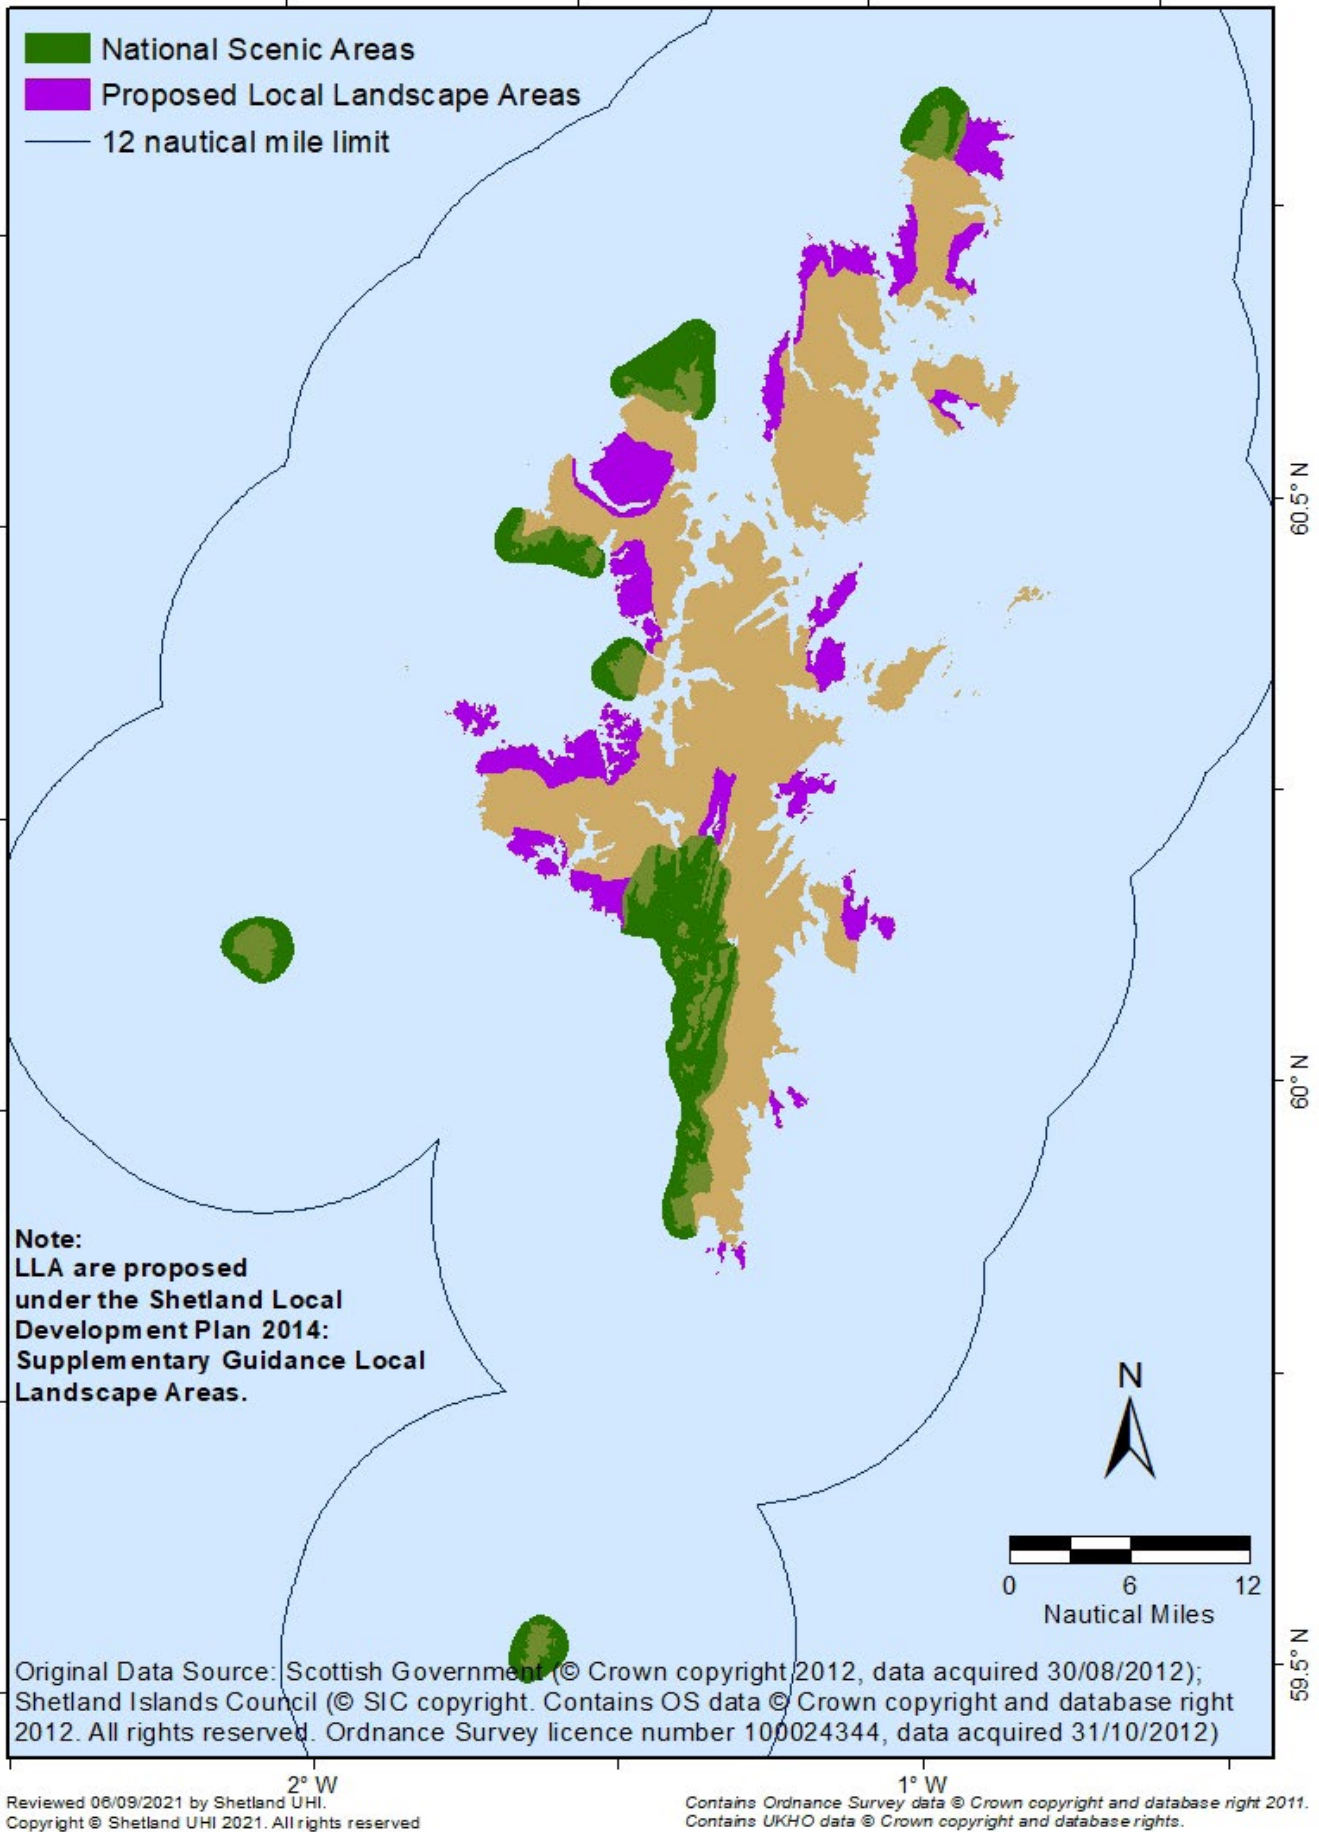 National Scenic Areas
Proposed Local Landscape Areas
12 nautical mile limit
60.5° N
60° N
Note:
LLA are proposed
under the Shetland Local
Development Plan 2014:
Supplementary Guidance Local
Landscape Areas.
N
0 6 12
Nautical Miles
59.5° N
Original Data Source: Scottish Government (© Crown copyright 2012, data acquired 30/08/2012);
Shetland Islands Council (© SIC copyright. Contains OS data © Crown copyright and database right
2012. All rights reserved. Ordnance Survey licence number 100024344, data acquired 31/10/2012)
2° W 1° W
Reviewed 06/09/2021 by Shetland UHI.
Copyright © Shetland UHI 2021. All rights reserved
Contains Ordnance Survey data © Crown copyright and database right 2011.
Contains UKHO data © Crown copyright and database rights.